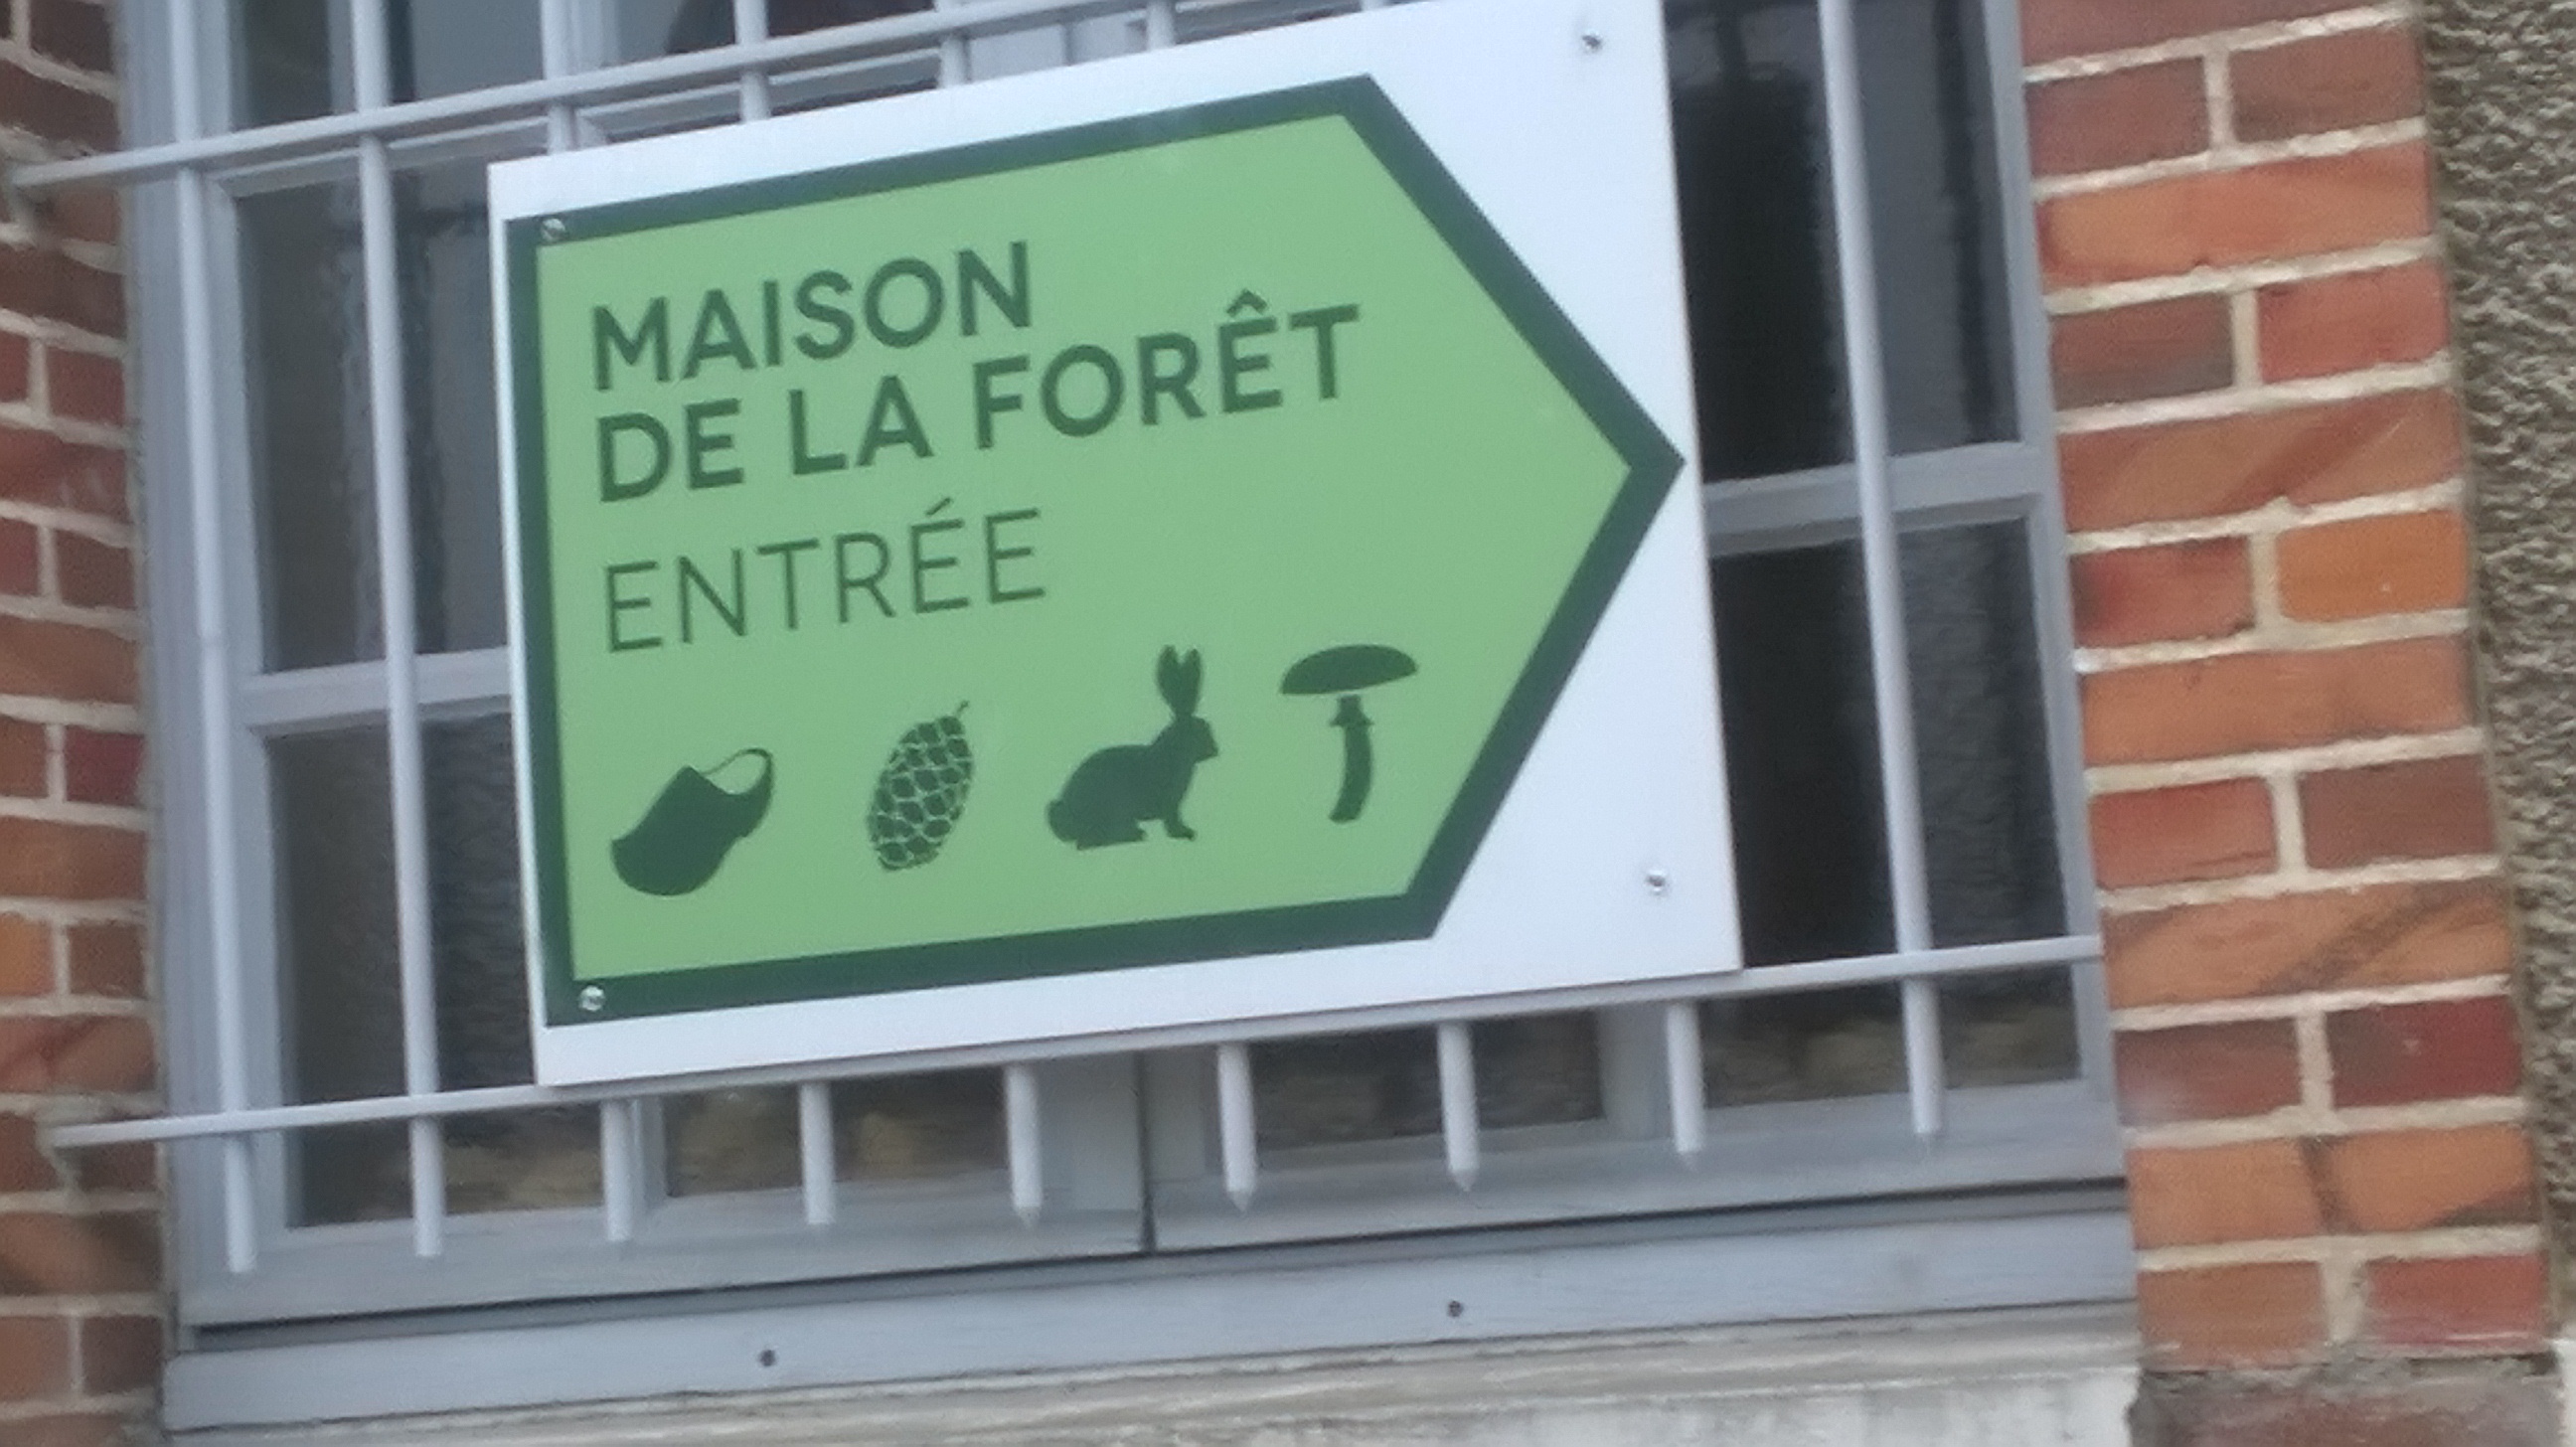 MAISON
DE LA FORÊT
ENTRÉE